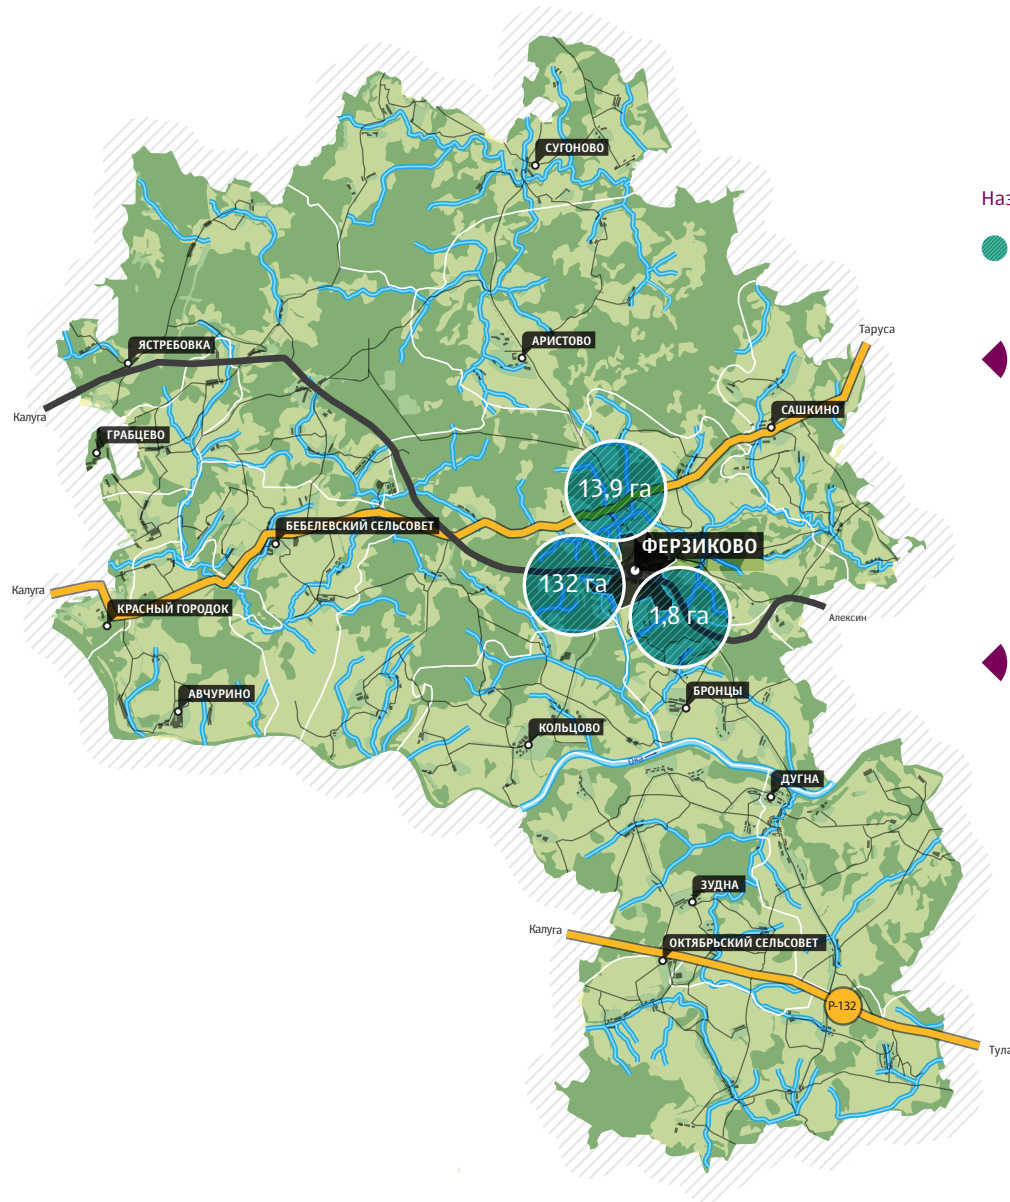 СУГОНОВО
Наз
Таруса
АРИСТОВО
ЯСТРЕБОВКА
Калуга
САШКИНО
ГРАБЦЕВО
13,9 га
БЕБЕЛЕВСКИЙ СЕЛЬСОВЕТ
ФЕРЗИКОВО
132 га
Калуга
КРАСНЫЙ ГОРОДОК
1,8 га
Алексин
АВЧУРИНО
БРОНЦЫ
КОЛЬЦОВО
Ока
ДУГНА
ЗУДНА
Калуга
ОКТЯБРЬСКИЙ СЕЛЬСОВЕТ
Р-132
Тула